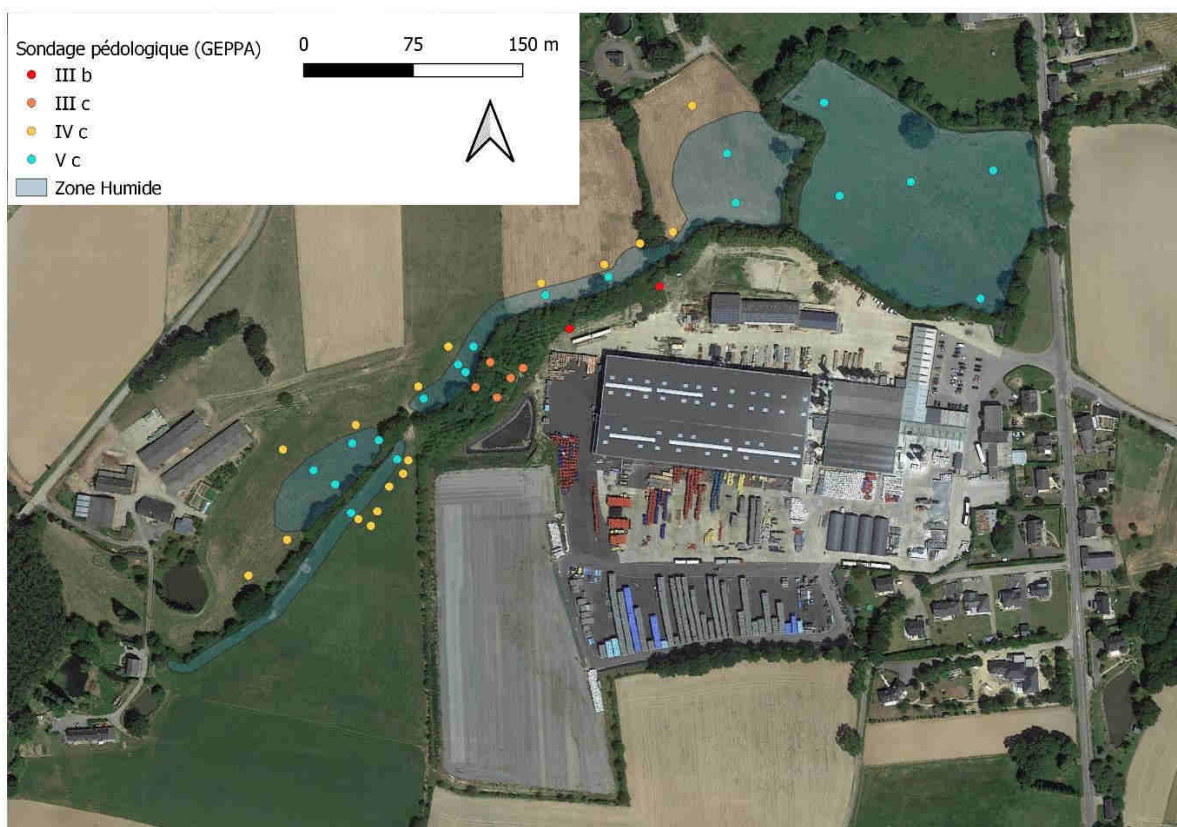 Sondage pédologique (GEPPA)
III b
III c
IV c
V c
Zone Humide
0 75 150 m